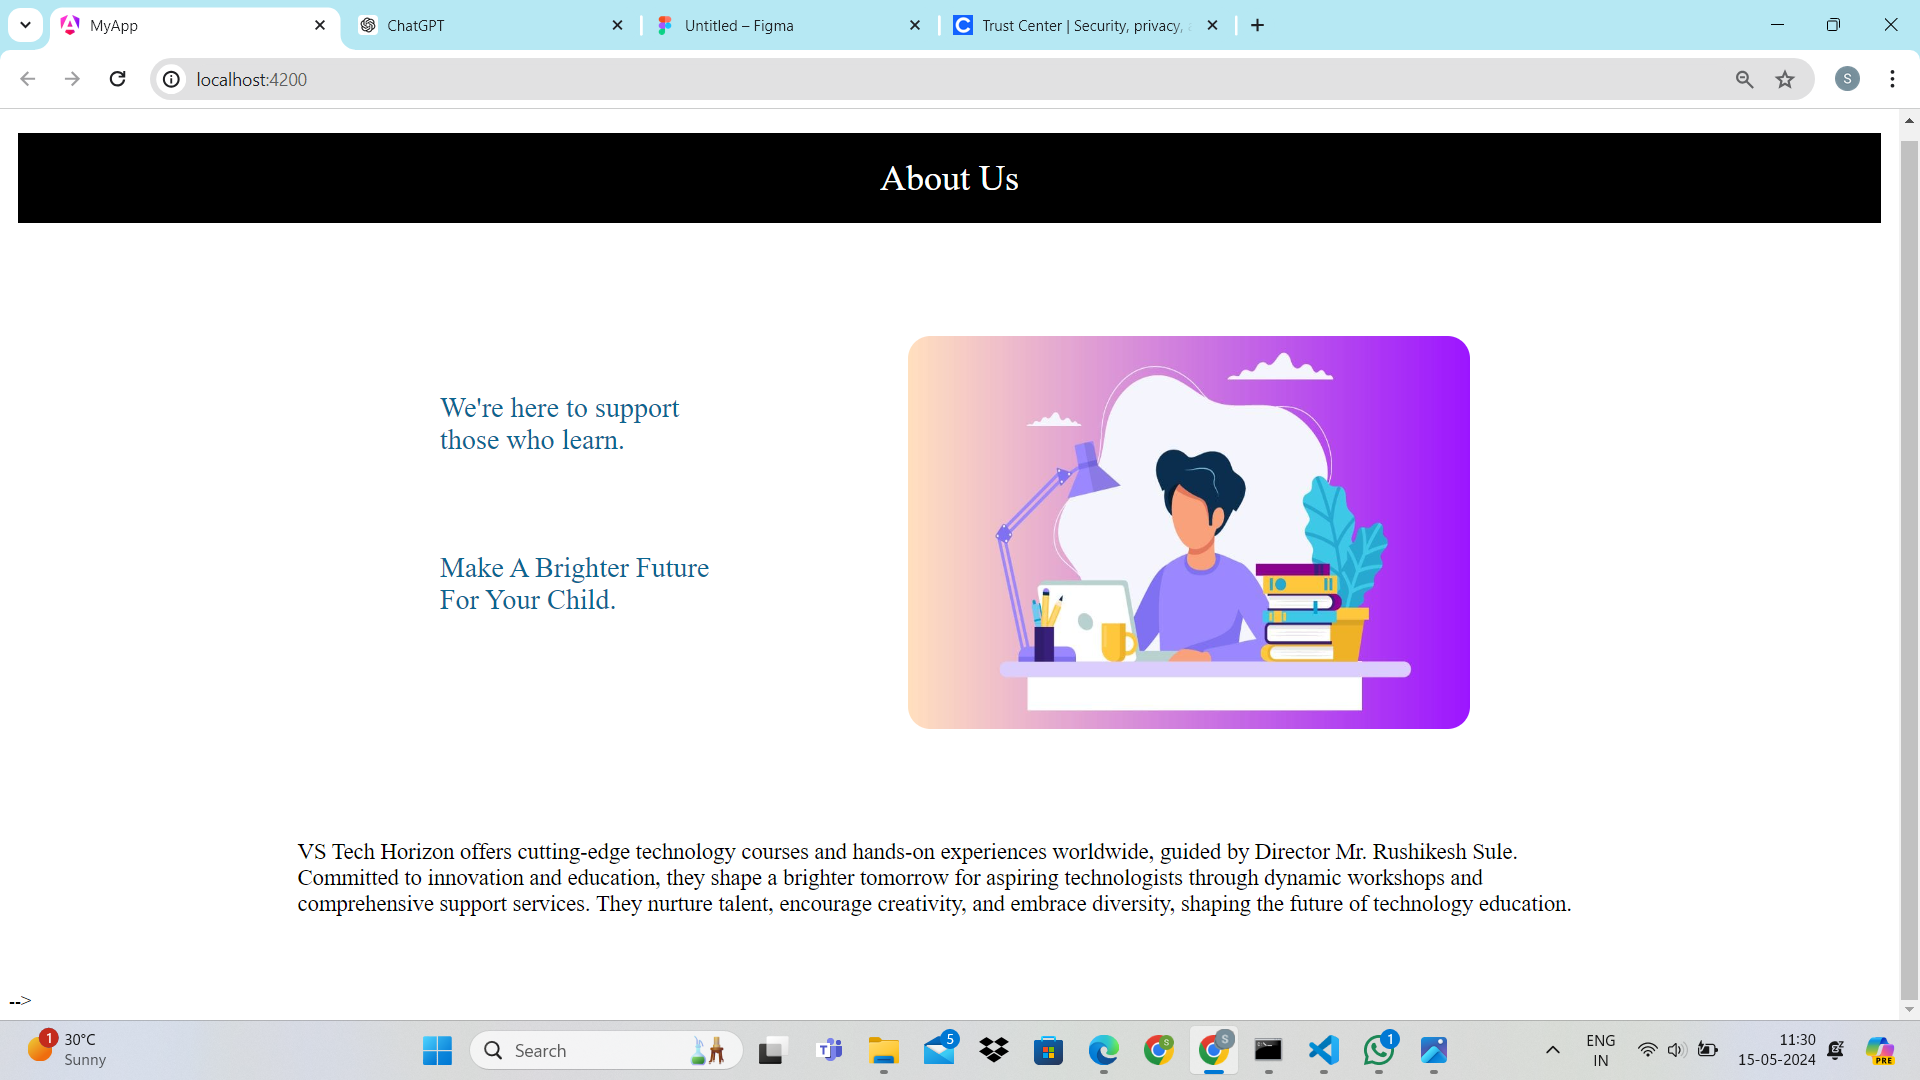 MyApp
ChatGPT
Untitled – Figma
Trust Center | Security, privacy,
localhost:4200
S
About Us
We're here to support
those who learn.
Make A Brighter Future
For Your Child.
VS Tech Horizon offers cutting-edge technology courses and hands-on experiences worldwide, guided by Director Mr. Rushikesh Sule.
Committed to innovation and education, they shape a brighter tomorrow for aspiring technologists through dynamic workshops and
comprehensive support services. They nurture talent, encourage creativity, and embrace diversity, shaping the future of technology education.
-->
1
30°C
Sunny
Search
5
S
S
1
ENG
IN
11:30
15-05-2024
PRE